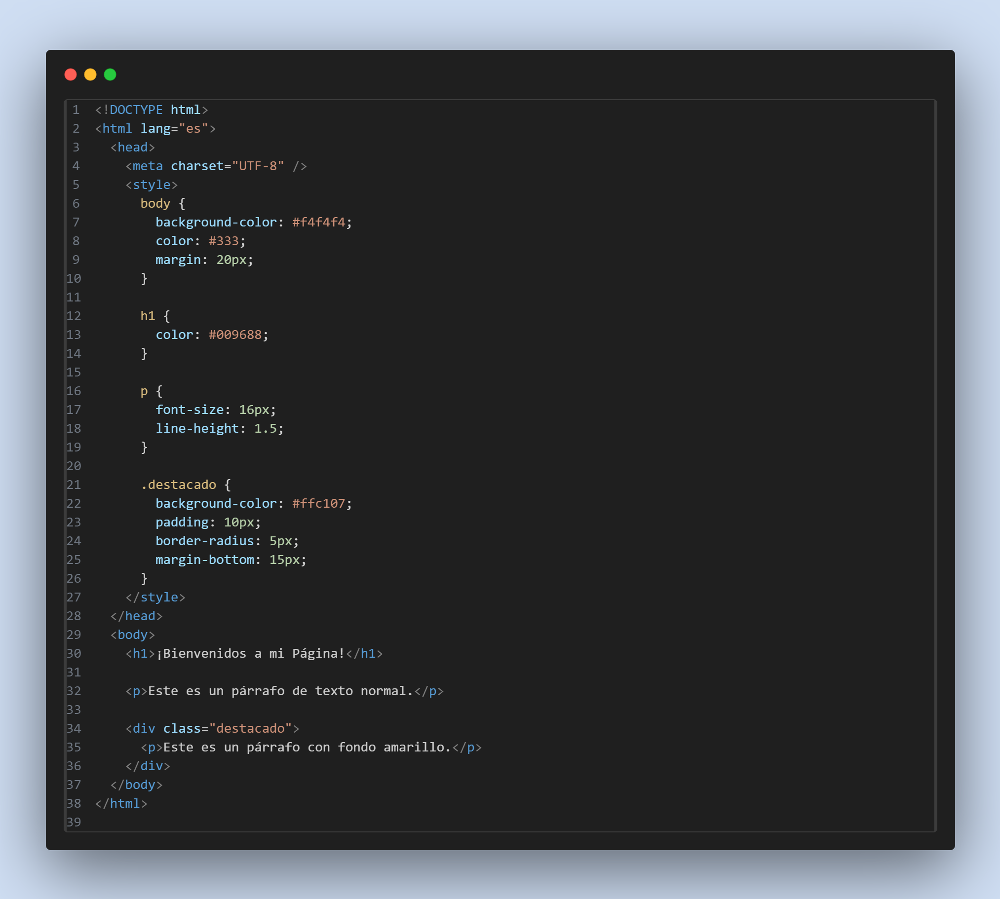 1 <!DOCTYPE html>
2 <html lang="es">
3   <head>
4     <meta charset="UTF-8" />
5     <style>
6       body {
7         background-color: #f4f4f4;
8         color: #333;
9         margin: 20px;
10       }
11
12       h1 {
13         color: #009688;
14       }
15
16       p {
17         font-size: 16px;
18         line-height: 1.5;
19       }
20
21       .destacado {
22         background-color: #ffc107;
23         padding: 10px;
24         border-radius: 5px;
25         margin-bottom: 15px;
26       }
27     </style>
28   </head>
29   <body>
30     <h1>¡Bienvenidos a mi Página!</h1>
31
32     <p>Este es un párrafo de texto normal.</p>
33
34     <div class="destacado">
35       <p>Este es un párrafo con fondo amarillo.</p>
36     </div>
37   </body>
38 </html>
39